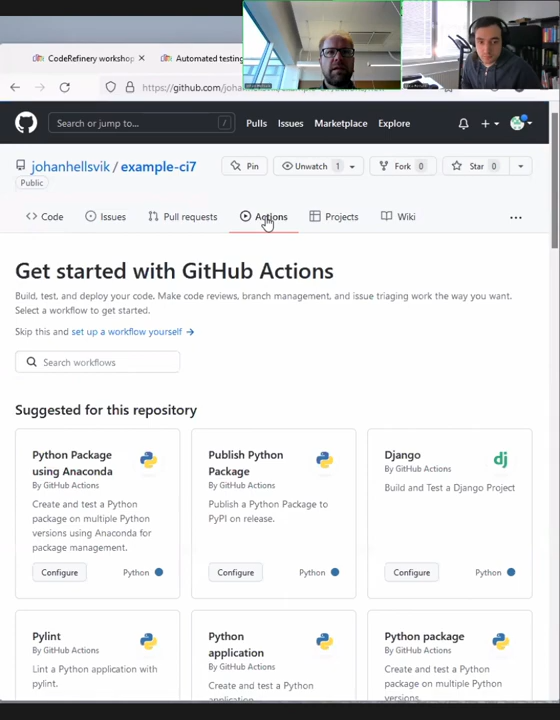 CodeRefinery workshop
Automated testing
https://github.com/joha
Search or jump to...
/
Pulls
Issues
Marketplace
Explore
johanhellsvik / example-ci7
Pin
Unwatch 1
Fork 0
Star 0
Public
Code
Issues
Pull requests
Actions
Projects
Wiki
Get started with GitHub Actions
Build, test, and deploy your code. Make code reviews, branch management, and issue triaging work the way you want.
Select a workflow to get started.
Skip this and set up a workflow yourself →
Search workflows
Suggested for this repository
Python Package
using Anaconda
By GitHub Actions
Create and test a Python
package on multiple Python
versions using Anaconda for
package management.
Configure
Python
Publish Python
Package
By GitHub Actions
Publish a Python Package to
PyPI on release.
Configure
Python
Django
dj
By GitHub Actions
Build and Test a Django Project
Configure
Python
Pylint
By GitHub Actions
Lint a Python application with
pylint.
Python
application
By GitHub Actions
Create and test a Python
application
Python package
By GitHub Actions
Create and test a Python
package on multiple Python
versions.